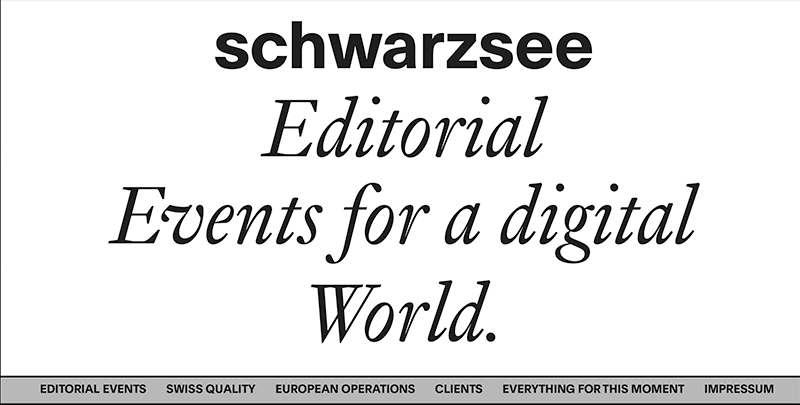 schwarzsee
Editorial
Events for a digital
World.
EDITORIAL EVENTS SWISS QUALITY EUROPEAN OPERATIONS CLIENTS EVERYTHING FOR THIS MOMENT IMPRESSUM